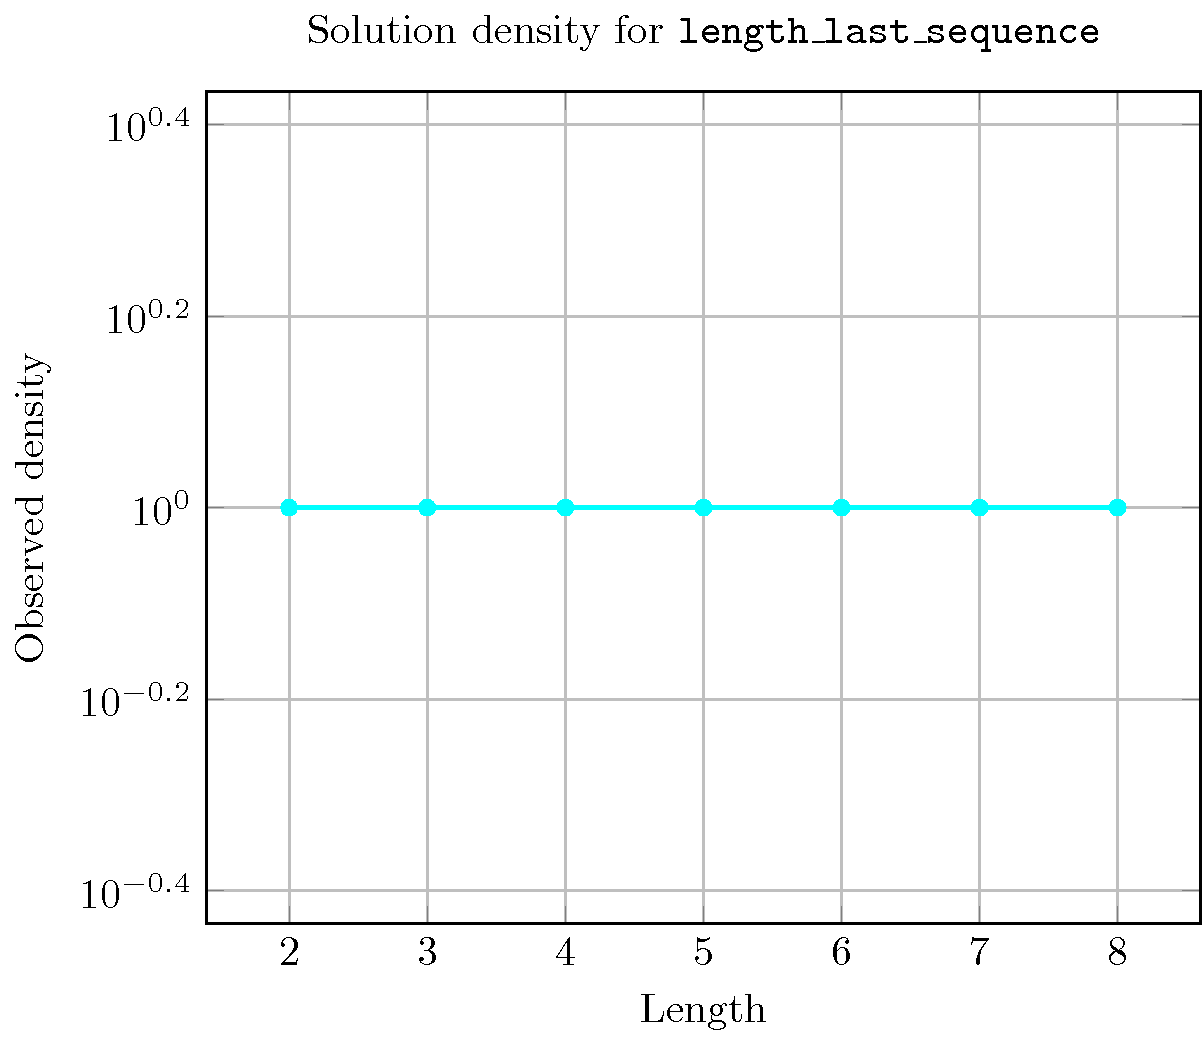 Solution density for length_last_sequence
10^0.4
10^0.2
10^0
10^−0.2
10^−0.4
Observed density
2 3 4 5 6 7 8
Length